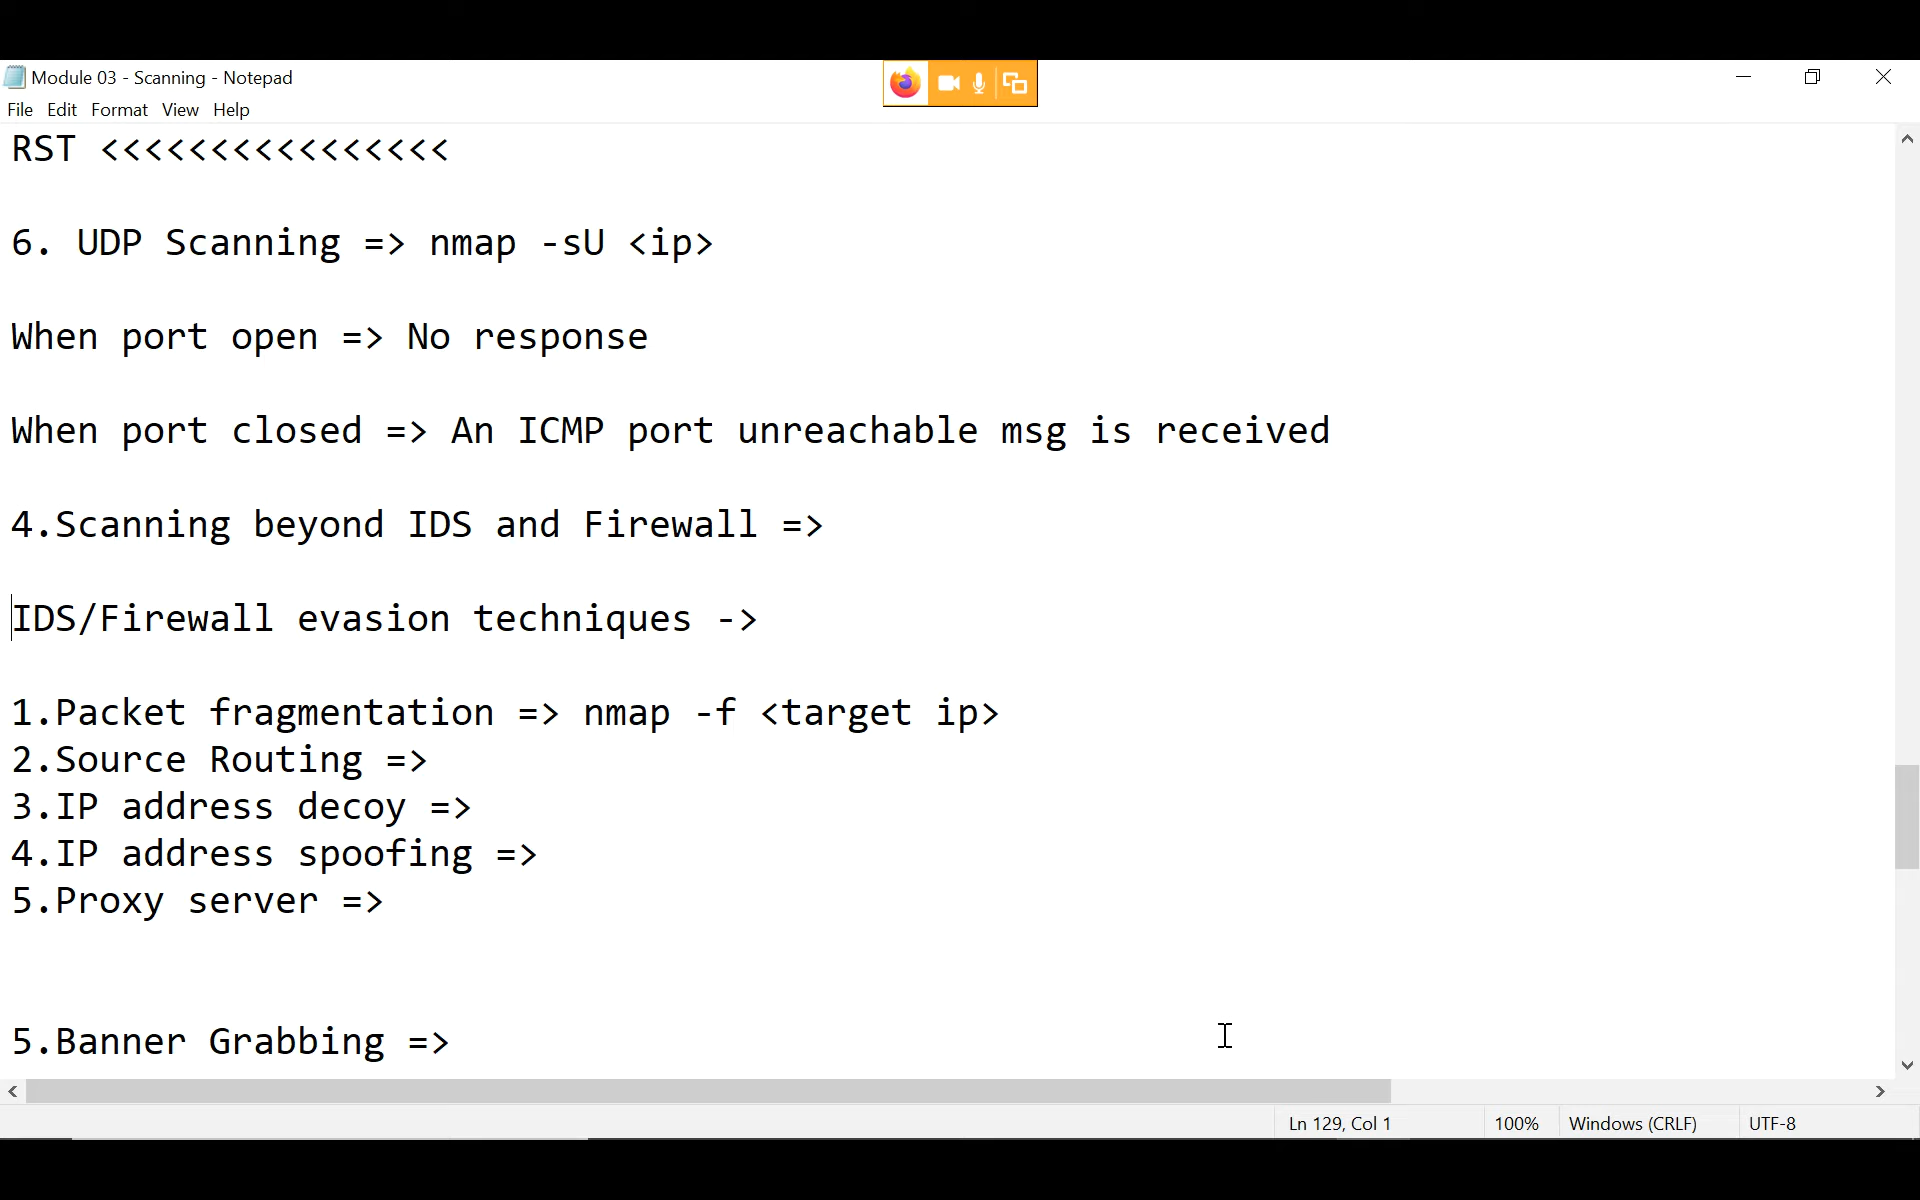 Module 03 - Scanning - Notepad
File Edit Format View Help
RST <<<<<<<<<<<<<<<<
6. UDP Scanning => nmap -sU <ip>
When port open => No response
When port closed => An ICMP port unreachable msg is received
4.Scanning beyond IDS and Firewall =>
IDS/Firewall evasion techniques ->
1.Packet fragmentation => nmap -f <target ip>
2.Source Routing =>
3.IP address decoy =>
4.IP address spoofing =>
5.Proxy server =>
5.Banner Grabbing =>
Ln 129, Col 1 100% Windows (CRLF) UTF-8